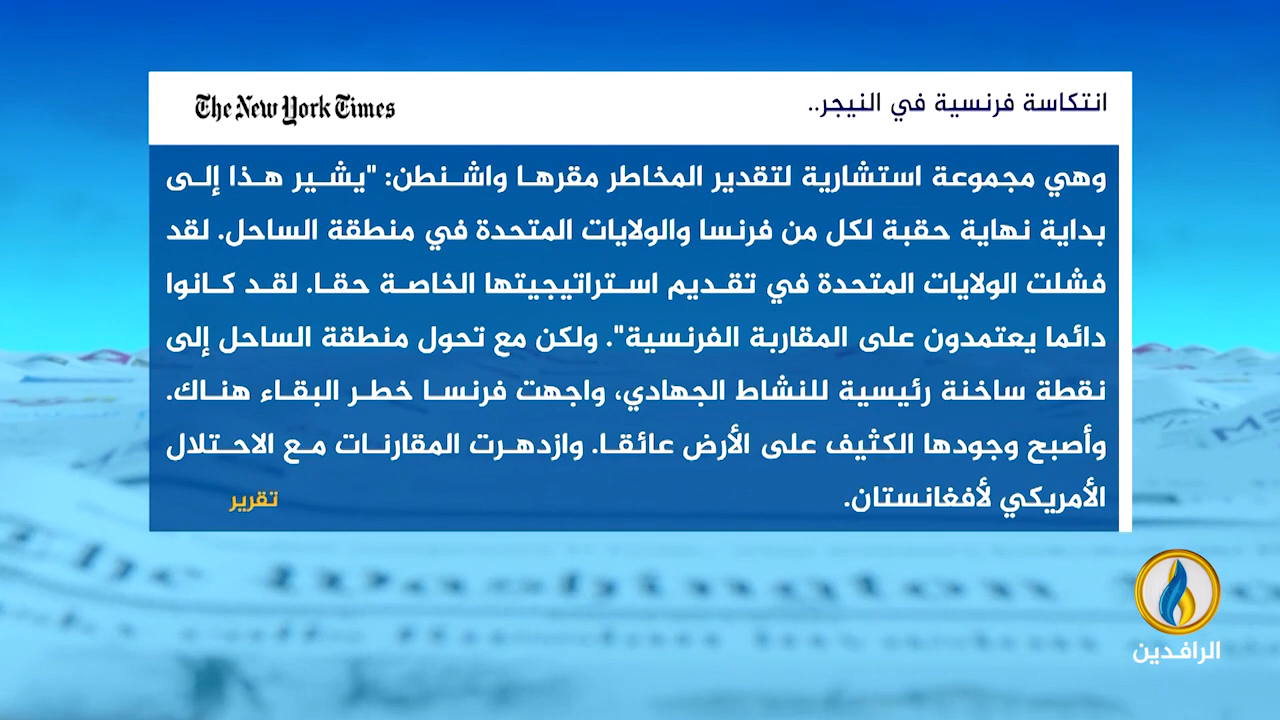 انتكاسة فرنسية في النيجر..
The New York Times
وهي مجموعة استشارية لتقدير المخاطر مقرها واشنطن: "يشير هذا إلى
بداية نهاية حقبة لكل من فرنسا والولايات المتحدة في منطقة الساحل. لقد
فشلت الولايات المتحدة في تقديم استراتيجيتها الخاصة حقا. لقد كانوا
دائما يعتمدون على المقاربة الفرنسية". ولكن مع تحول منطقة الساحل إلى
نقطة ساخنة رئيسية للنشاط الجهادي، واجهت فرنسا خطر البقاء هناك.
وأصبح وجودها الكثيف على الأرض عائقا. وازدهرت المقارنات مع الاحتلال
الأمريكي لأفغانستان.
تقرير
The Washington
الرافدين